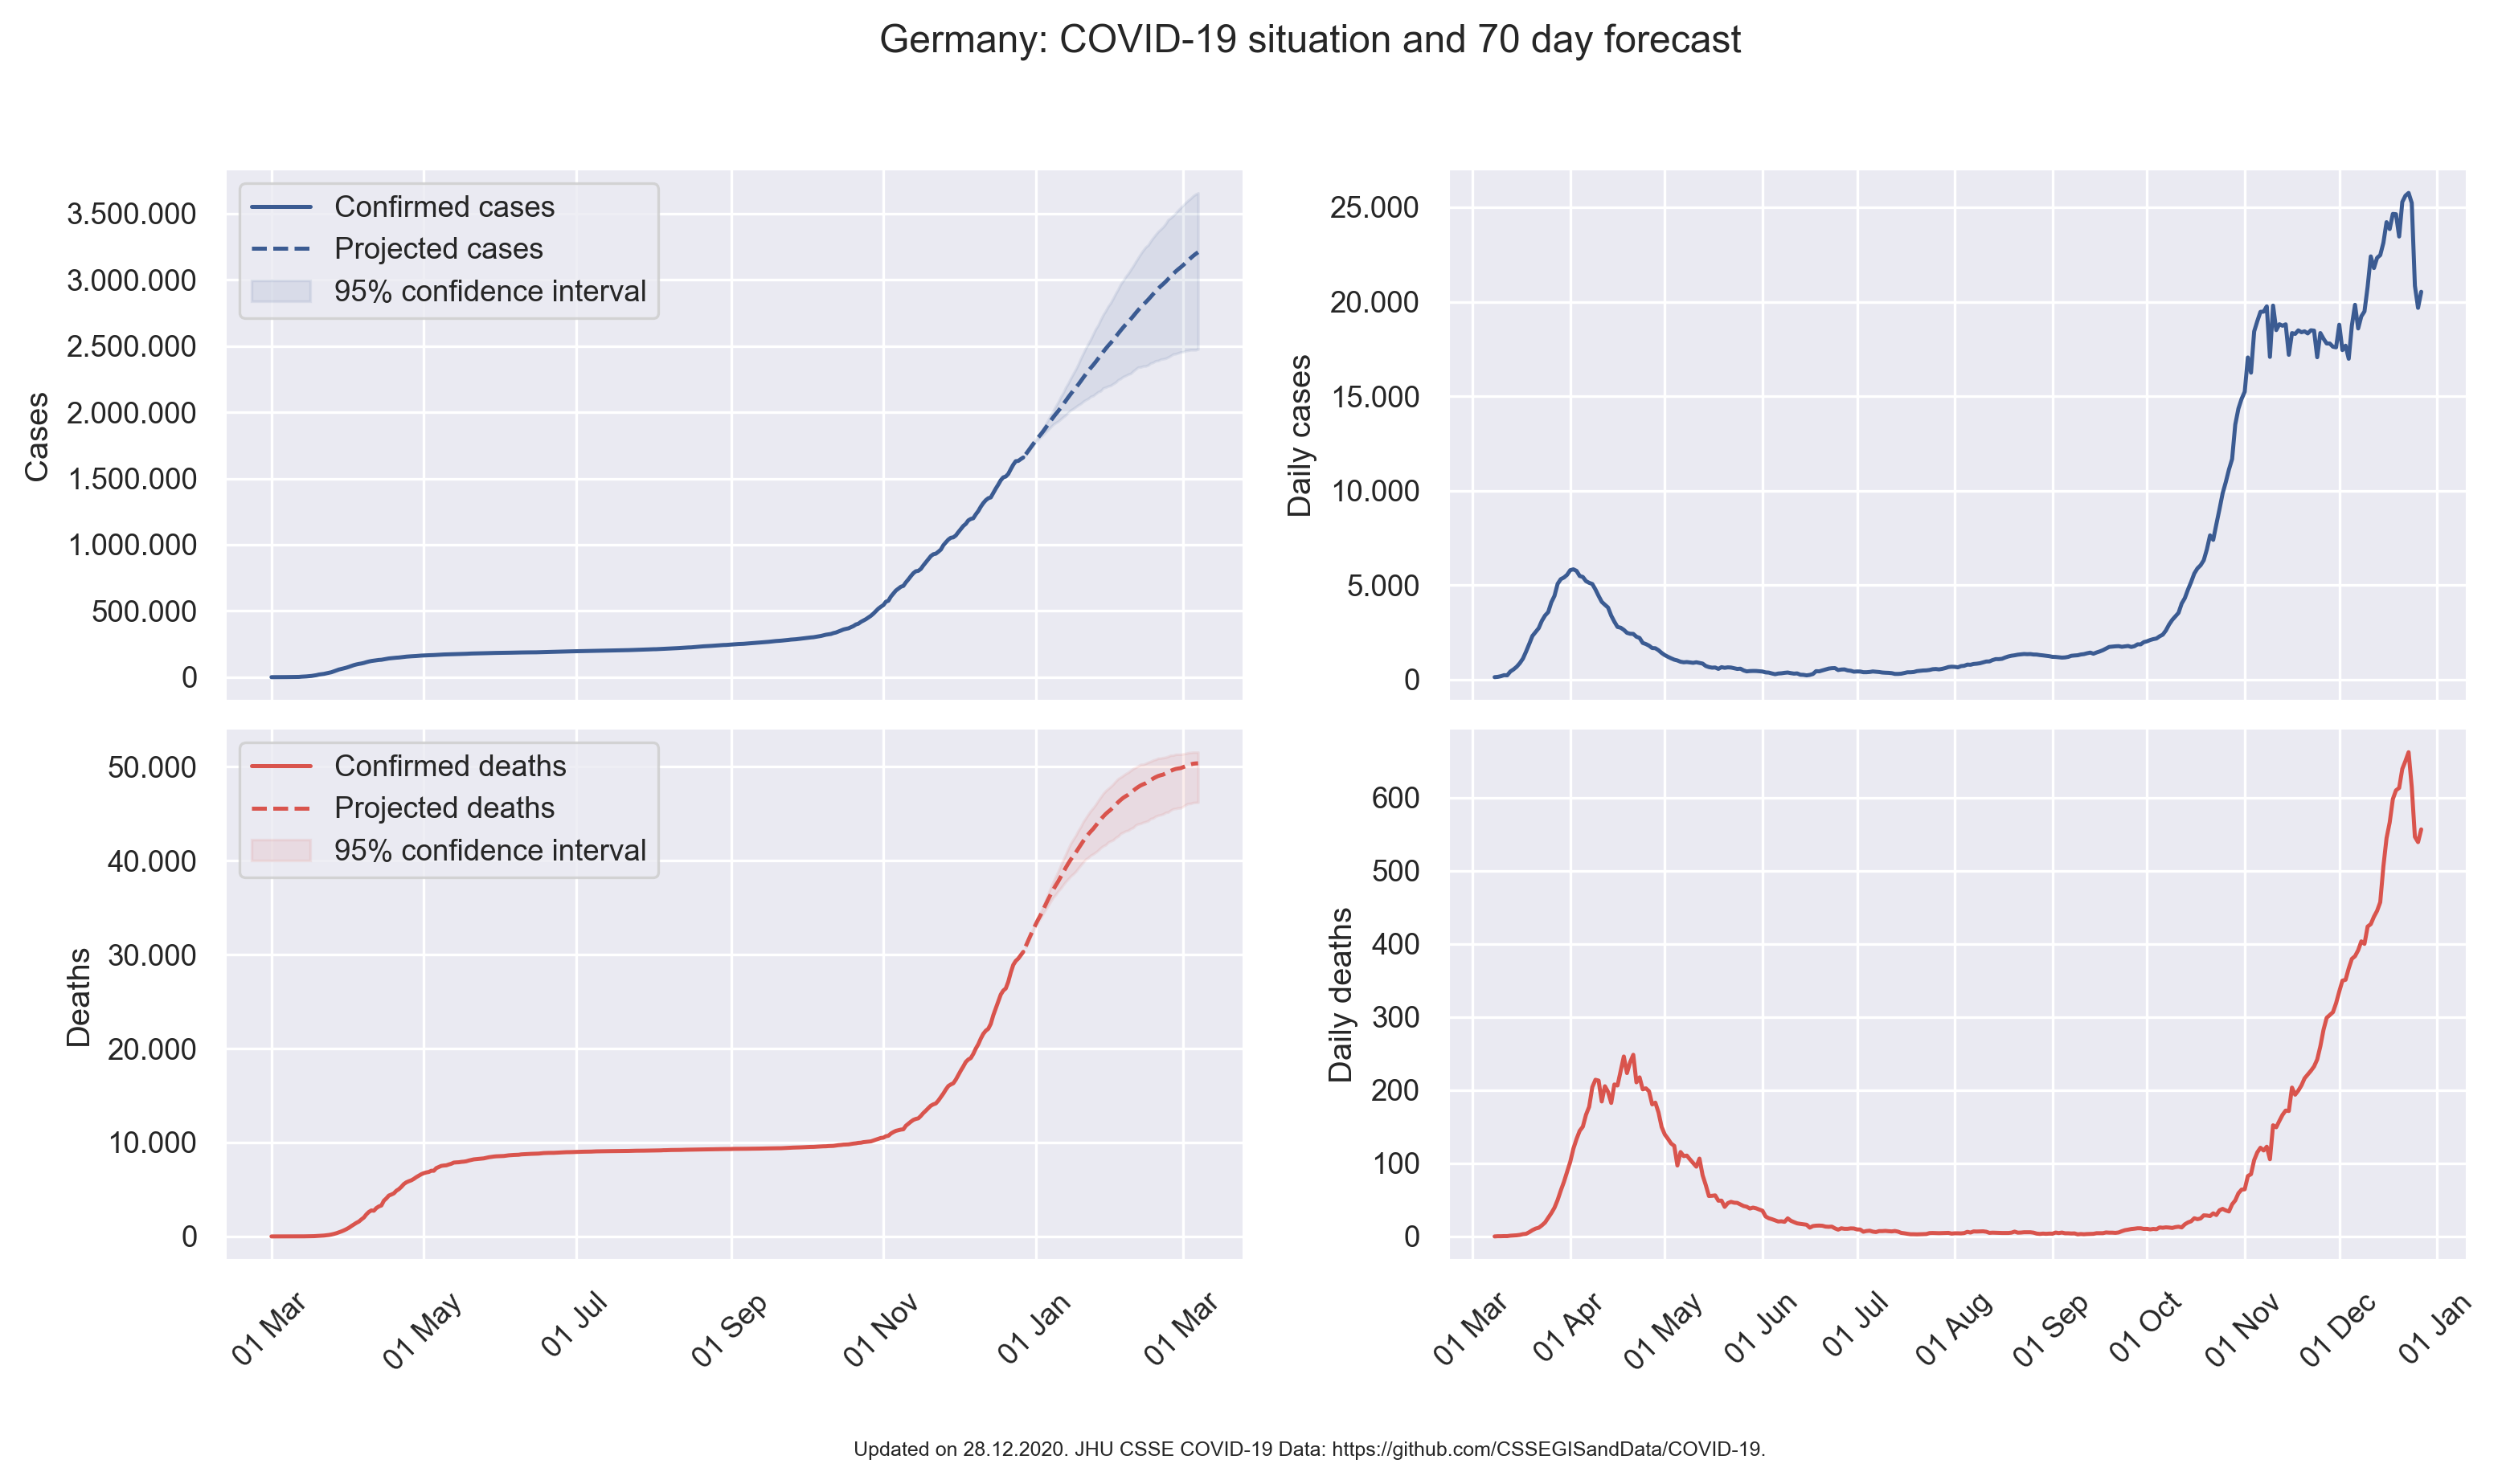 Germany: COVID-19 situation and 70 day forecast
Cases
3.500.000
3.000.000
2.500.000
2.000.000
1.500.000
1.000.000
500.000
0
Confirmed cases
Projected cases
95% confidence interval
Daily cases
25.000
20.000
15.000
10.000
5.000
0
Deaths
50.000
40.000
30.000
20.000
10.000
0
Confirmed deaths
Projected deaths
95% confidence interval
01 Mar
01 May
01 Jul
01 Sep
01 Nov
01 Jan
01 Mar
Daily deaths
600
500
400
300
200
100
0
01 Mar
01 Apr
01 May
01 Jun
01 Jul
01 Aug
01 Sep
01 Oct
01 Nov
01 Dec
01 Jan
Updated on 28.12.2020. JHU CSSE COVID-19 Data: https://github.com/CSSEGISandData/COVID-19.